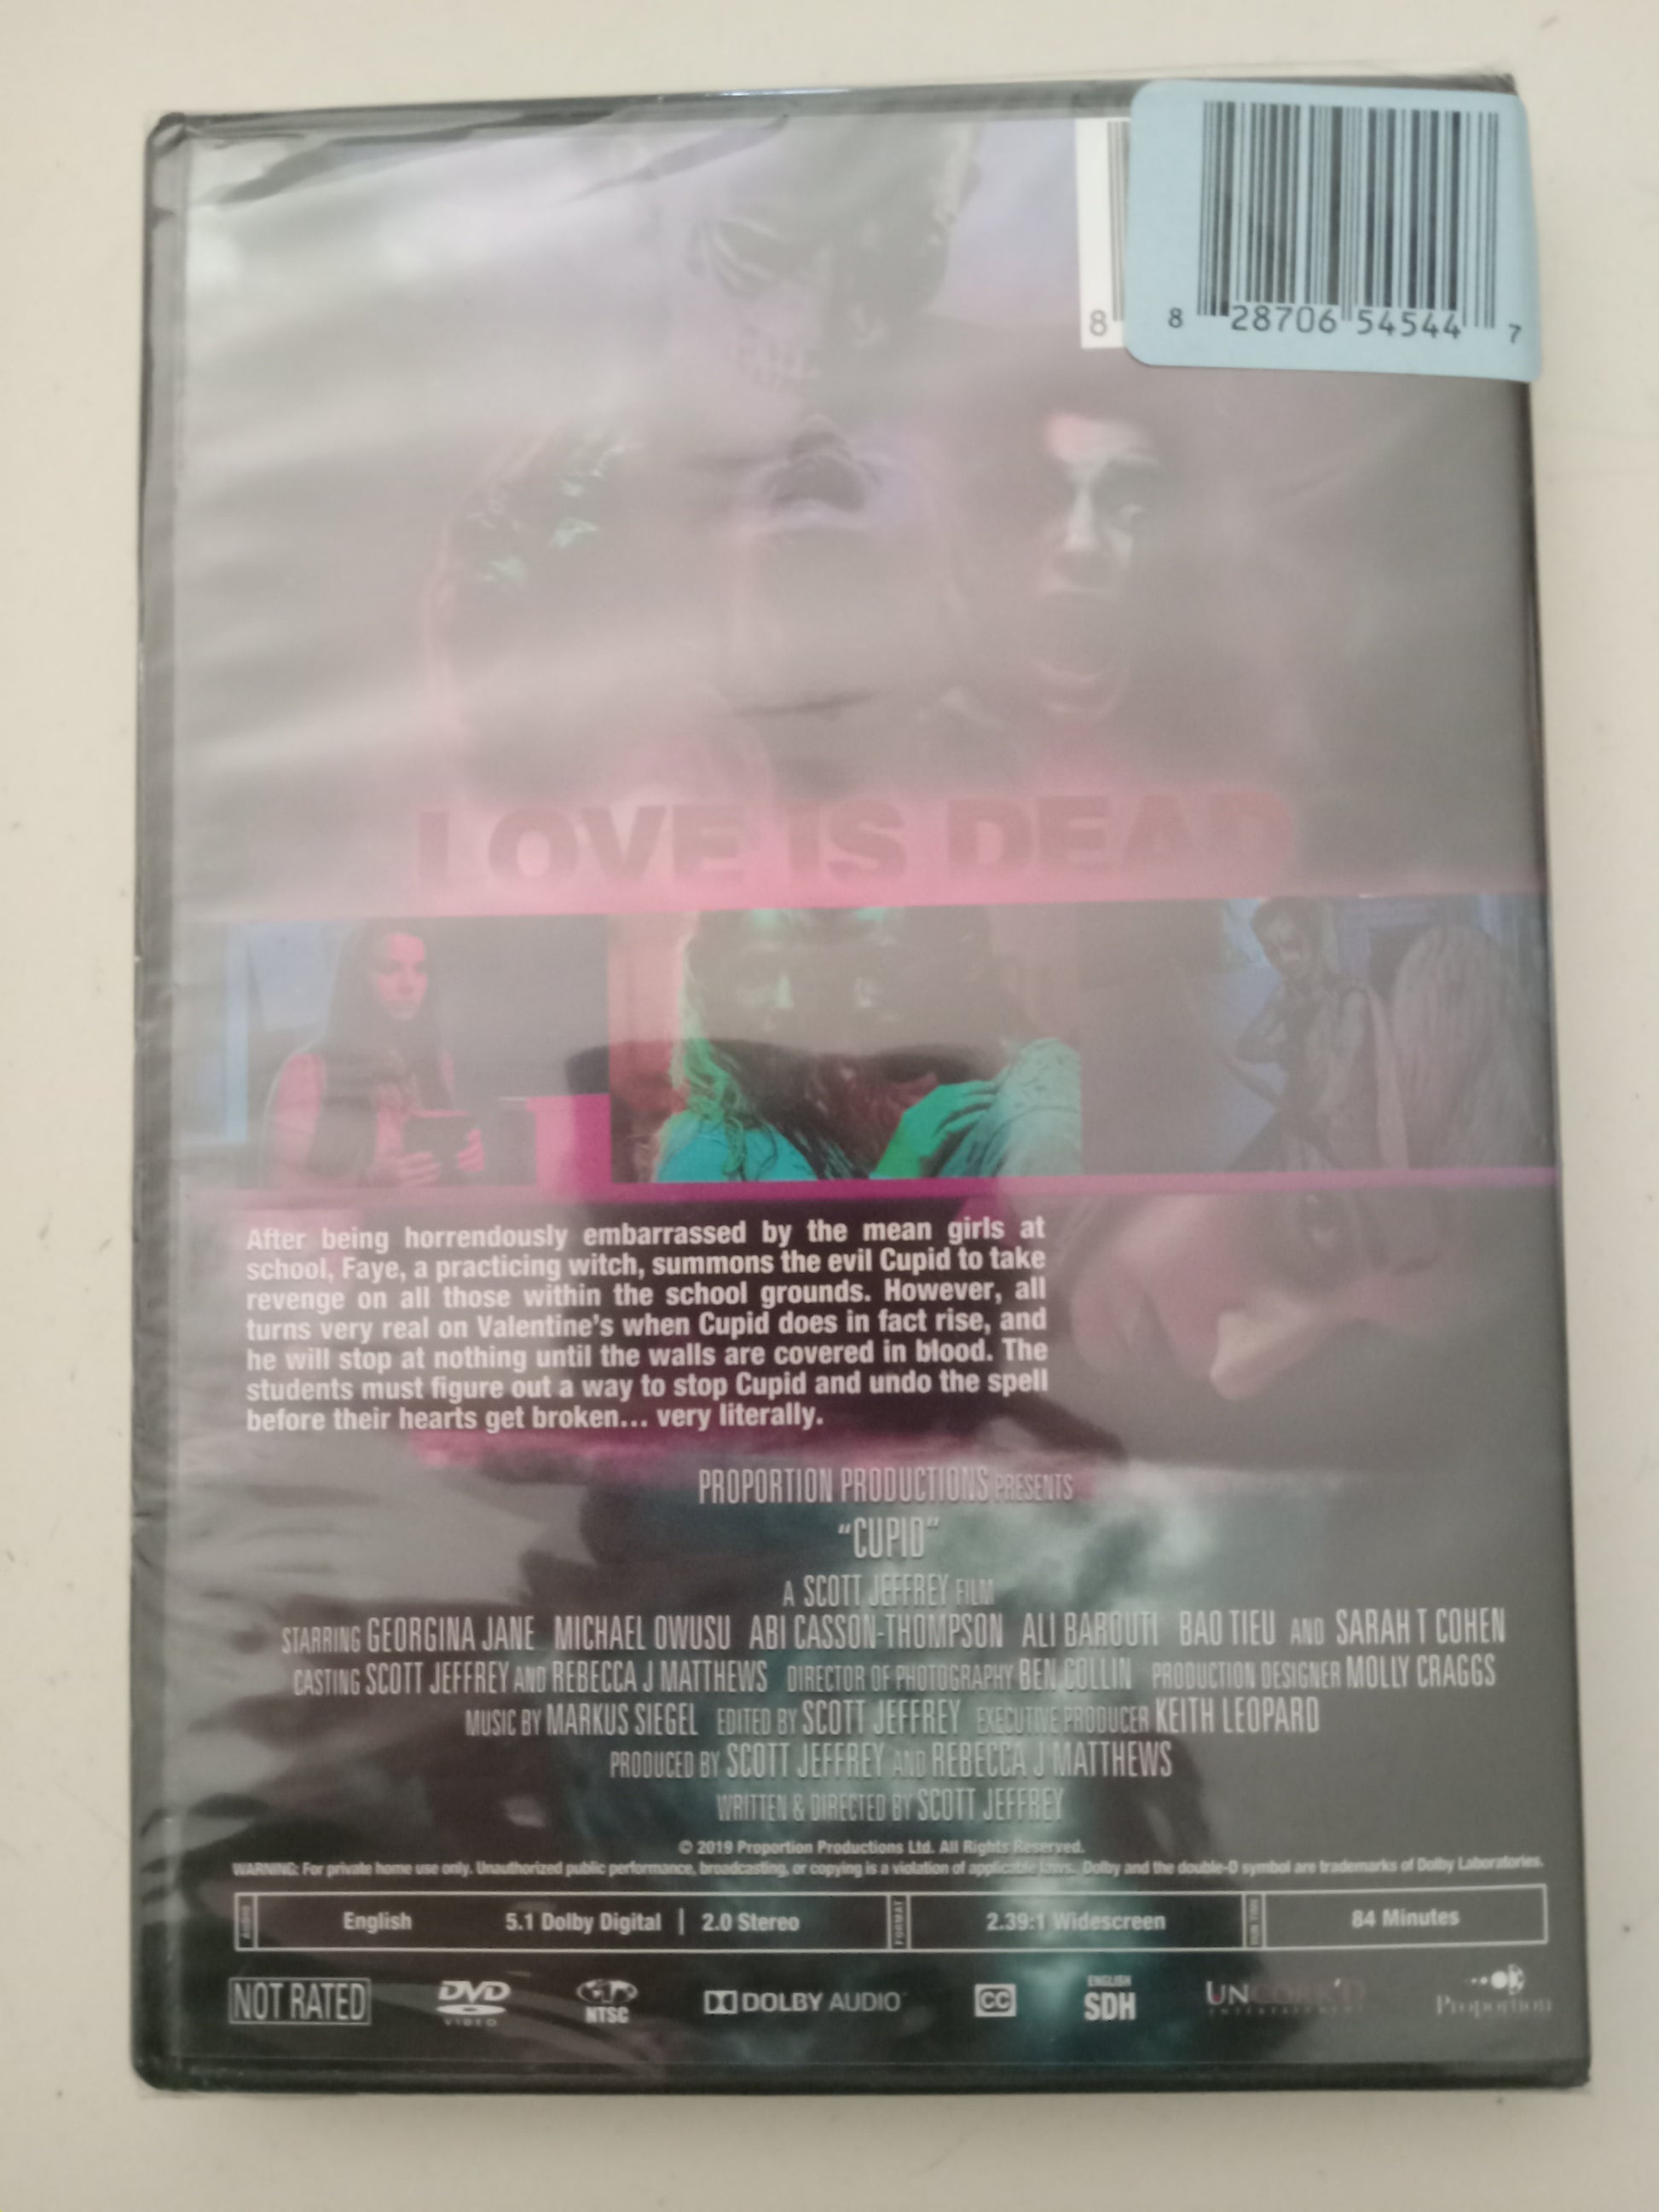 8
8 28706 54544 7
LOVE IS DEAD
After being horrendously embarrassed by the mean girls at
school, Faye, a practicing witch, summons the evil Cupid to take
revenge on all those within the school grounds. However, all
turns very real on Valentine's when Cupid does in fact rise, and
he will stop at nothing until the walls are covered in blood. The
students must figure out a way to stop Cupid and undo the spell
before their hearts get broken... very literally.
PROPORTION PRODUCTIONS PRESENTS
"CUPID"
A SCOTT JEFFREY FILM
STARRING GEORGINA JANE MICHAEL OWUSU ABI CASSON-THOMPSON ALI BAROUTI BAO TIEU AND SARAH T COHEN
CASTING SCOTT JEFFREY AND REBECCA J MATTHEWS DIRECTOR OF PHOTOGRAPHY BEN COLLIN PRODUCTION DESIGNER MOLLY CRAGGS
MUSIC BY MARKUS SIEGEL EDITED BY SCOTT JEFFREY EXECUTIVE PRODUCER KEITH LEOPARD
PRODUCED BY SCOTT JEFFREY AND REBECCA J MATTHEWS
WRITTEN & DIRECTED BY SCOTT JEFFREY
© 2019 Proportion Productions Ltd. All Rights Reserved.
WARNING: For private home use only. Unauthorized public performance, broadcasting, or copying is a violation of applicable laws. Dolby and the double-D symbol are trademarks of Dolby Laboratories.
AUDIO English 5.1 Dolby Digital | 2.0 Stereo FORMAT 2.39:1 Widescreen RUN TIME 84 Minutes
NOT RATED DVD VIDEO NTSC DOLBY AUDIO CC ENGLISH SDH UNCORK'D ENTERTAINMENT Proportion